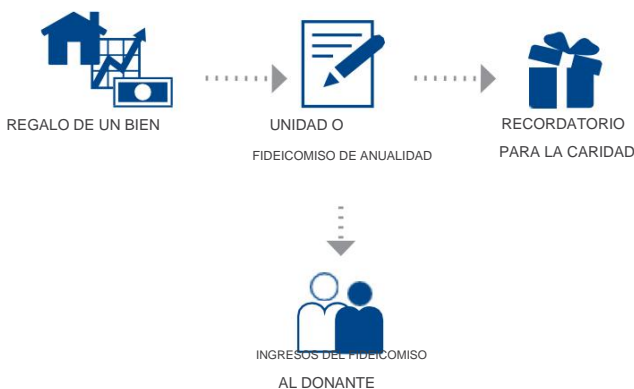 REGALO DE UN BIEN
UNIDAD O
FIDEICOMISO DE ANUALIDAD
RECORDATORIO
PARA LA CARIDAD
INGRESOS DEL FIDEICOMISO
AL DONANTE